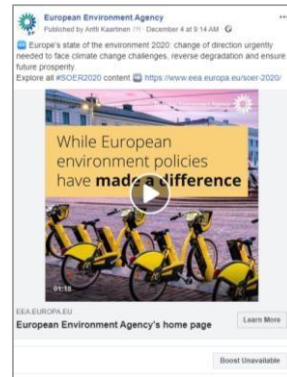 European Environment Agency
Published by Antti Kaartinen · December 4 at 9:14 AM ·
Europe's state of the environment 2020: change of direction urgently
needed to face climate change challenges, reverse degradation and ensure
future prosperity.
Explore all #SOER2020 content https://www.eea.europa.eu/soer-2020/
While European
environment policies
have made a difference
01:18
EEA.EUROPA.EU
European Environment Agency's home page
Learn More
Boost Unavailable